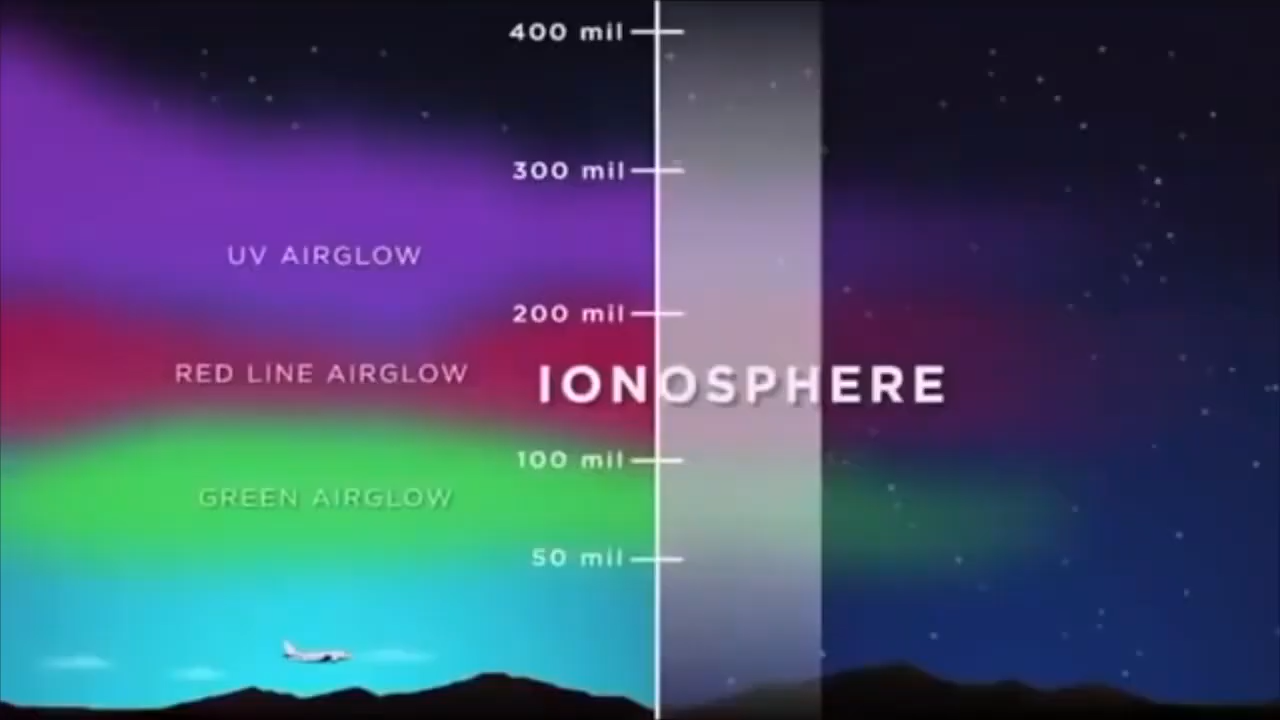 400 mil
300 mil
UV AIRGLOW
200 mil
RED LINE AIRGLOW
IONOSPHERE
100 mil
GREEN AIRGLOW
50 mil